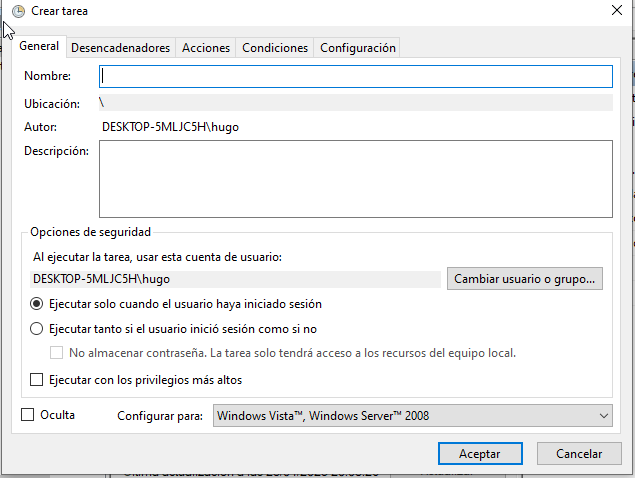 Crear tarea
General Desencadenadores Acciones Condiciones Configuración
Nombre:
Ubicación: \
Autor: DESKTOP-5MLJC5H\hugo
Descripción:
Opciones de seguridad
Al ejecutar la tarea, usar esta cuenta de usuario:
DESKTOP-5MLJC5H\hugo Cambiar usuario o grupo...
Ejecutar solo cuando el usuario haya iniciado sesión
Ejecutar tanto si el usuario inició sesión como si no
No almacenar contraseña. La tarea solo tendrá acceso a los recursos del equipo local.
Ejecutar con los privilegios más altos
Oculta Configurar para: Windows Vista™, Windows Server™ 2008
Aceptar Cancelar